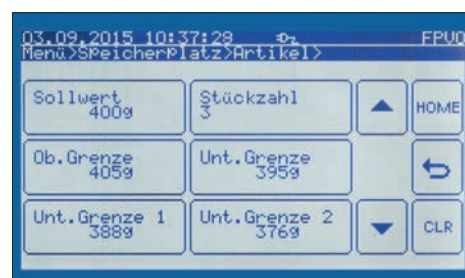 03.09.2015 10:37:28 FPVO
Menü>Speicherplatz>Artikel>
Sollwert
400g
Stückzahl
3
HOME
Ob.Grenze
405g
Unt.Grenze
395g
Unt.Grenze 1
388g
Unt.Grenze 2
376g
CLR